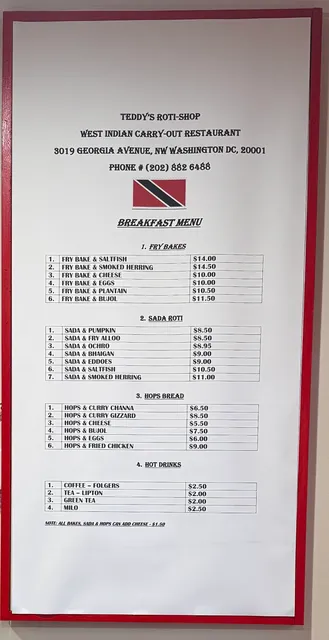 TEDDY'S ROTI-SHOP
WEST INDIAN CARRY-OUT RESTAURANT
3019 GEORGIA AVENUE, NW WASHINGTON DC, 20001
PHONE # (202) 882 6488
BREAKFAST MENU
1. FRY BAKES
1. FRY BAKE & SALTFISH $14.00
2. FRY BAKE & SMOKED HERRING $14.50
3. FRY BAKE & CHEESE $10.00
4. FRY BAKE & EGGS $10.00
5. FRY BAKE & PLANTAIN $10.50
6. FRY BAKE & BUJOL $11.50
2. SADA ROTI
1. SADA & PUMPKIN $8.50
2. SADA & FRY ALLOO $8.50
3. SADA & OCHRO $8.95
4. SADA & BHAIGAN $9.00
5. SADA & EDDOES $9.00
6. SADA & SALTFISH $10.50
7. SADA & SMOKED HERRING $11.00
3. HOPS BREAD
1. HOPS & CURRY CHANNA $6.50
2. HOPS & CURRY GIZZARD $8.50
3. HOPS & CHEESE $5.50
4. HOPS & BUJOL $7.50
5. HOPS & EGGS $6.00
6. HOPS & FRIED CHICKEN $9.00
4. HOT DRINKS
1. COFFEE – FOLGERS $2.50
2. TEA – LIPTON $2.00
3. GREEN TEA $2.00
4. MILO $2.50
NOTE: ALL BAKES, SADA & HOPS CAN ADD CHEESE - $1.50